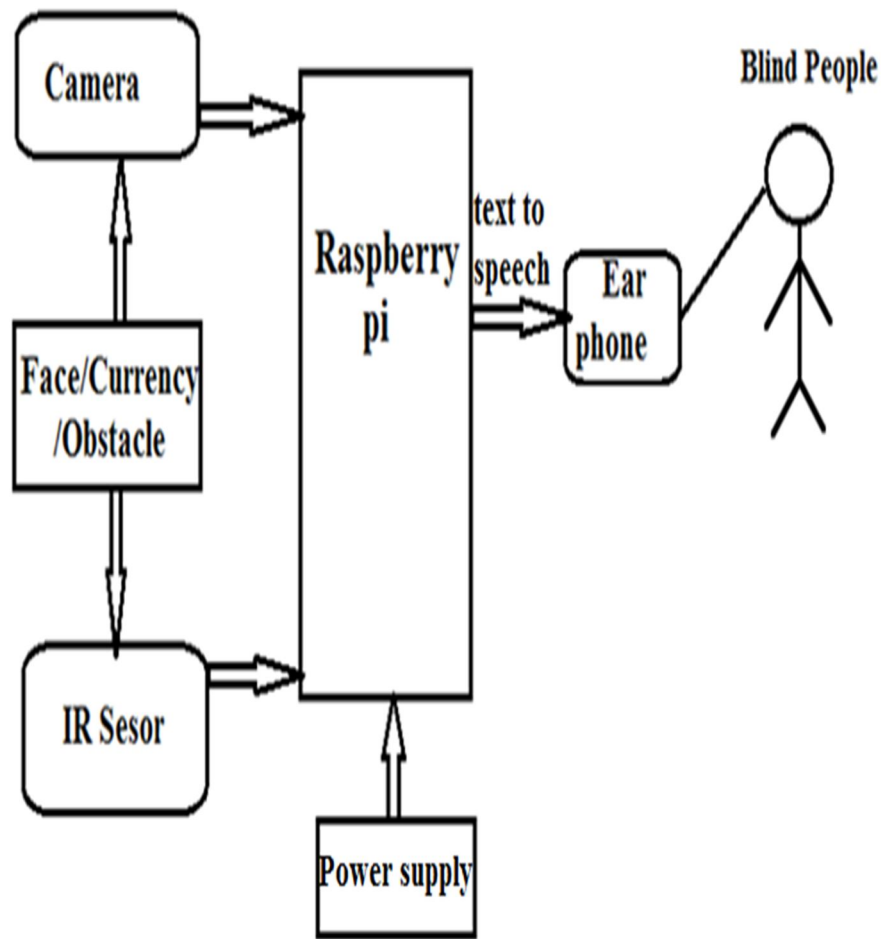 Camera
Blind People
Raspberry
pi
text to
speech
Ear
phone
Face/Currency
/Obstacle
IR Sesor
Power supply